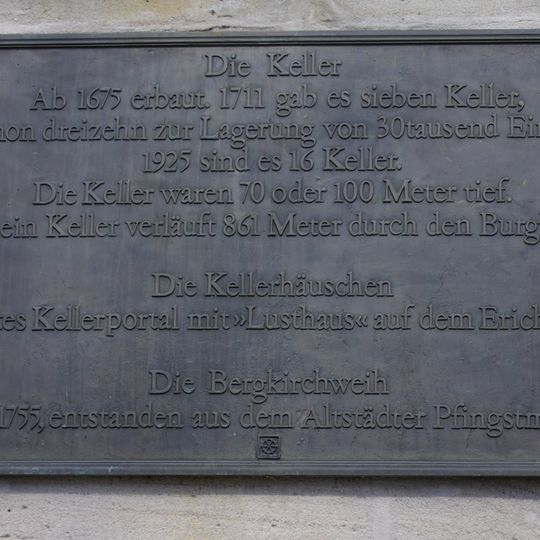 Die Keller
Ab 1675 erbaut. 1711 gab es sieben Keller,
hon dreizehn zur Lagerung von 30tausend Ei
1925 sind es 16 Keller.
Die Keller waren 70 oder 100 Meter tief.
ein Keller verläuft 861 Meter durch den Burg
Die Kellerhäuschen
es Kellerportal mit »Lusthaus« auf dem Erich
Die Bergkirchweih
1755, entstanden aus dem Altstädter Pfingstm